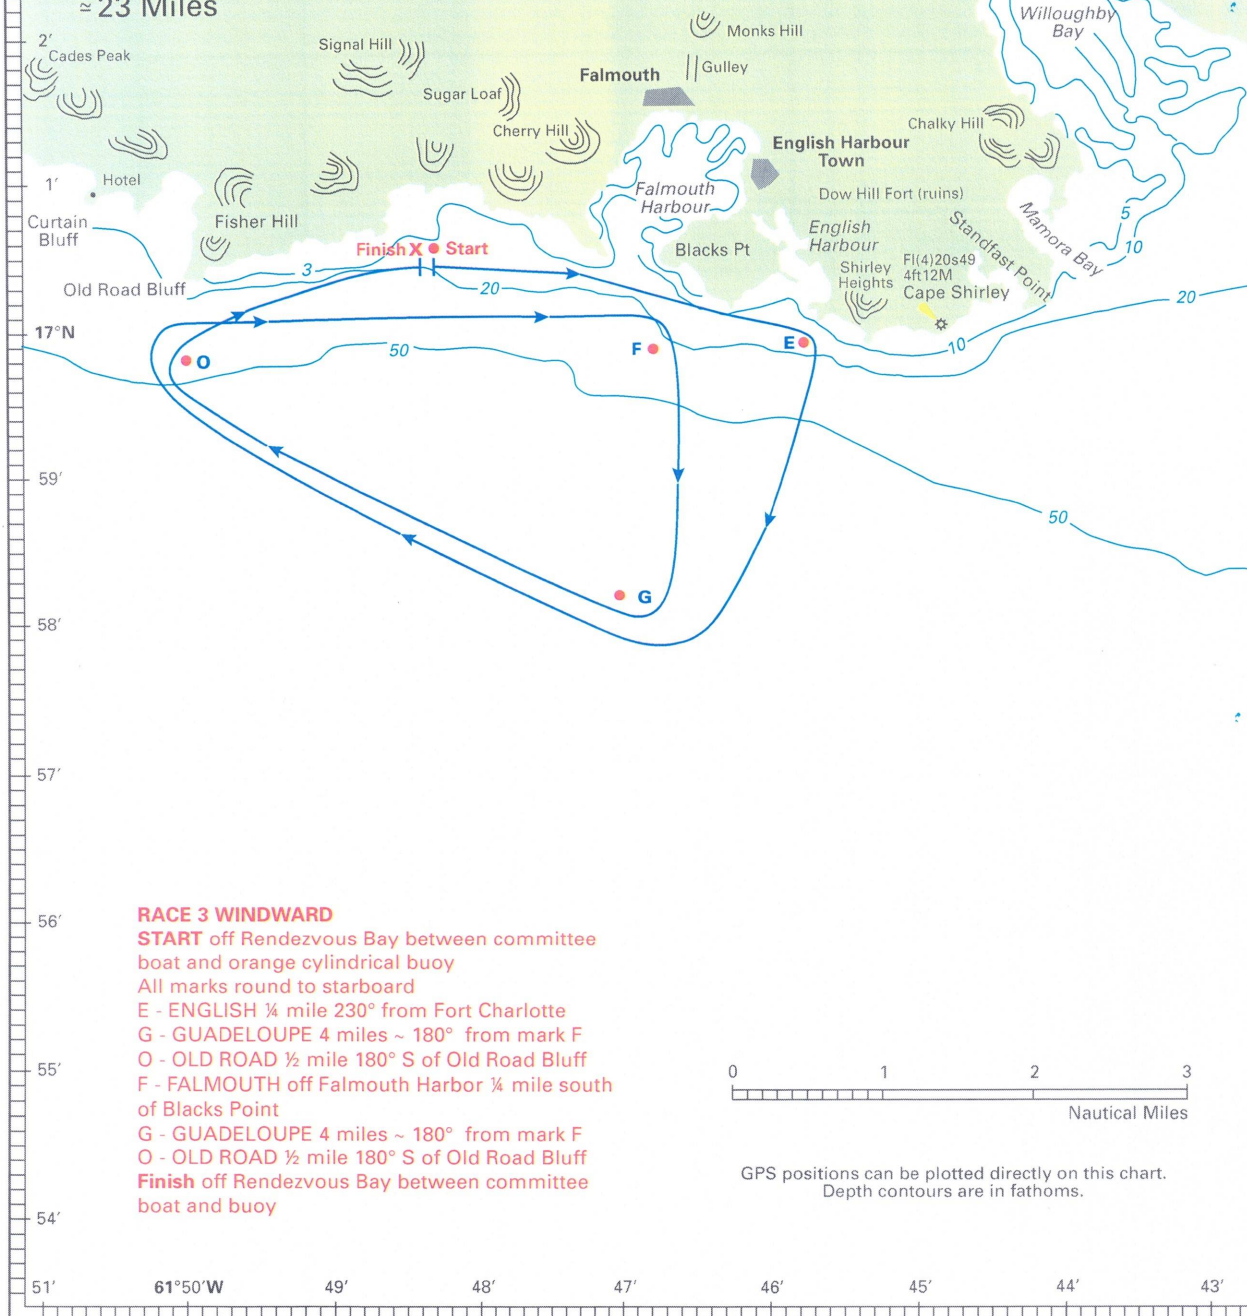 ≃ 23 Miles
2′
Cades Peak
Signal Hill
Monks Hill
Willoughby
Bay
Falmouth
Gulley
Sugar Loaf
Cherry Hill
Chalky Hill
English Harbour
Town
1′
Hotel
Falmouth
Harbour
Dow Hill Fort (ruins)
Mamora Bay
5
Curtain
Bluff
Fisher Hill
English
Harbour
Standfast Point
10
Finish X
Start
Blacks Pt
Shirley
Heights
Fl(4)20s49
4ft12M
Cape Shirley
3
Old Road Bluff
20
20
17°N
10
O
50
F
E
59′
50
G
58′
57′
56′
RACE 3 WINDWARD
START off Rendezvous Bay between committee
boat and orange cylindrical buoy
All marks round to starboard
E - ENGLISH ¼ mile 230° from Fort Charlotte
G - GUADELOUPE 4 miles ~ 180° from mark F
O - OLD ROAD ½ mile 180° S of Old Road Bluff
F - FALMOUTH off Falmouth Harbor ¼ mile south
of Blacks Point
G - GUADELOUPE 4 miles ~ 180° from mark F
O - OLD ROAD ½ mile 180° S of Old Road Bluff
Finish off Rendezvous Bay between committee
boat and buoy
55′
0 1 2 3
Nautical Miles
GPS positions can be plotted directly on this chart.
Depth contours are in fathoms.
54′
51′ 61°50′W 49′ 48′ 47′ 46′ 45′ 44′ 43′